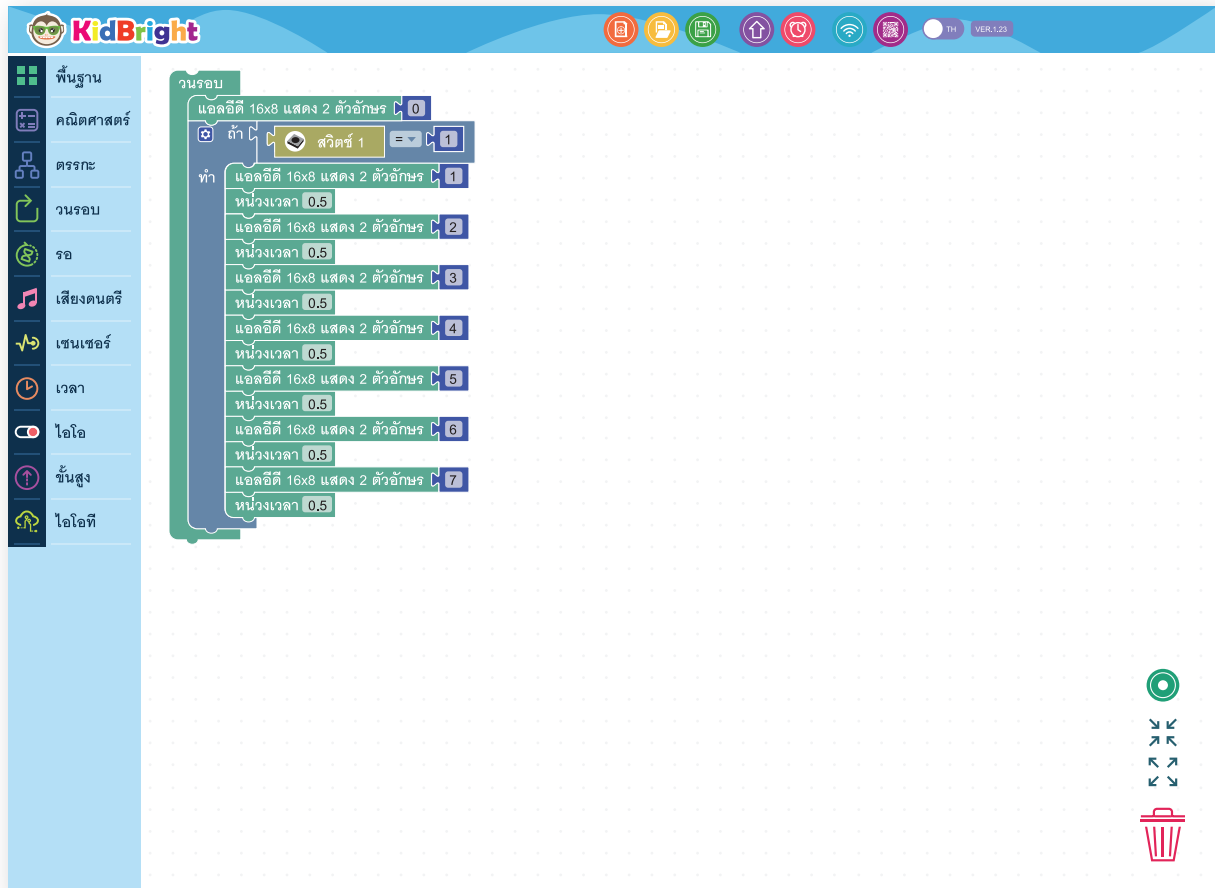 KidBright
TH
VER.1.23
พื้นฐาน
คณิตศาสตร์
ตรรกะ
วนรอบ
รอ
เสียงดนตรี
เซนเซอร์
เวลา
ไอโอ
ขั้นสูง
ไอโอที
วนรอบ
แอลอีดี 16x8 แสดง 2 ตัวอักษร 0
ถ้า สวิตช์ 1 = 1
ทำ แอลอีดี 16x8 แสดง 2 ตัวอักษร 1
หน่วงเวลา 0.5
แอลอีดี 16x8 แสดง 2 ตัวอักษร 2
หน่วงเวลา 0.5
แอลอีดี 16x8 แสดง 2 ตัวอักษร 3
หน่วงเวลา 0.5
แอลอีดี 16x8 แสดง 2 ตัวอักษร 4
หน่วงเวลา 0.5
แอลอีดี 16x8 แสดง 2 ตัวอักษร 5
หน่วงเวลา 0.5
แอลอีดี 16x8 แสดง 2 ตัวอักษร 6
หน่วงเวลา 0.5
แอลอีดี 16x8 แสดง 2 ตัวอักษร 7
หน่วงเวลา 0.5